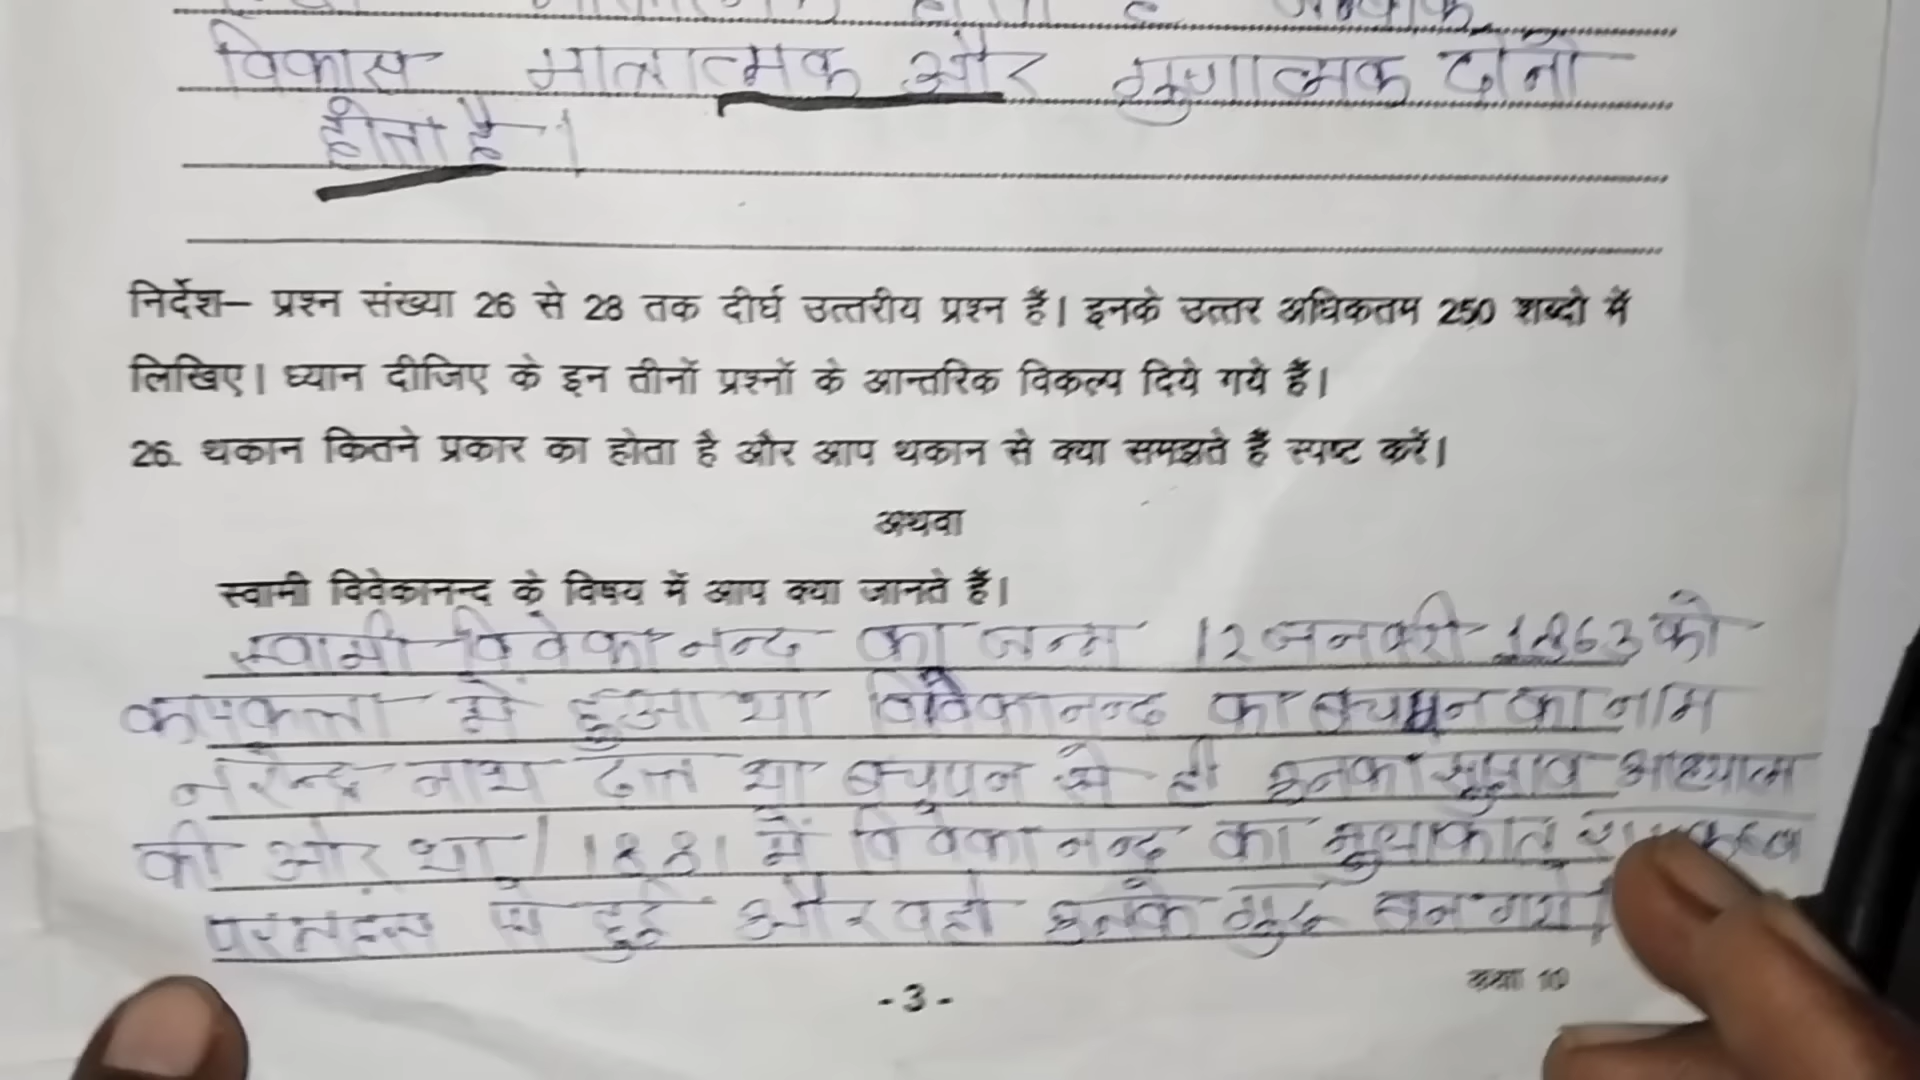 विकास मात्रात्मक और गुणात्मक दोनो
होता है।
निर्देश– प्रश्न संख्या 26 से 28 तक दीर्घ उत्तरीय प्रश्न हैं। इनके उत्तर अधिकतम 250 शब्दो में
लिखिए। ध्यान दीजिए के इन तीनों प्रश्नों के आन्तरिक विकल्प दिये गये हैं।
26. थकान कितने प्रकार का होता है और आप थकान से क्या समझते हैं स्पष्ट करें।
अथवा
स्वामी विवेकानन्द के विषय में आप क्या जानते हैं।
स्वामी विवेकानन्द का जन्म 12 जनवरी 1863 को
में हुआ था विवेकानन्द का बचपन का नाम
नरेन्द्र नाथ दत्त था बचपन से ही इनका झुकाव
की ओर था। 1881 में विवेकानन्द का मुलाकात
परमहंस से हुई और वही इनके गुरु बन गये।
कक्षा 10
-3-